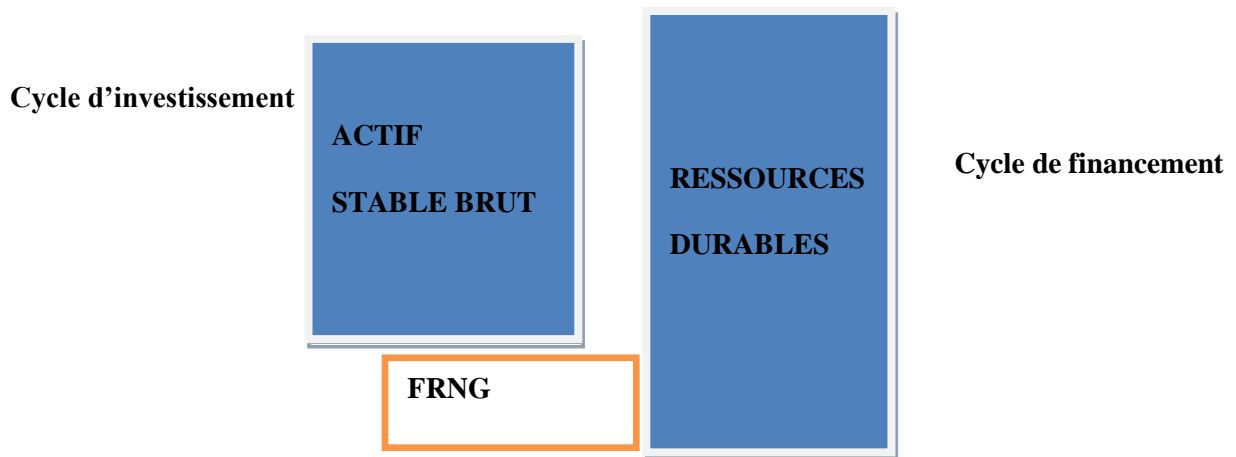 Cycle d’investissement
ACTIF
STABLE BRUT
RESSOURCES
DURABLES
Cycle de financement
FRNG